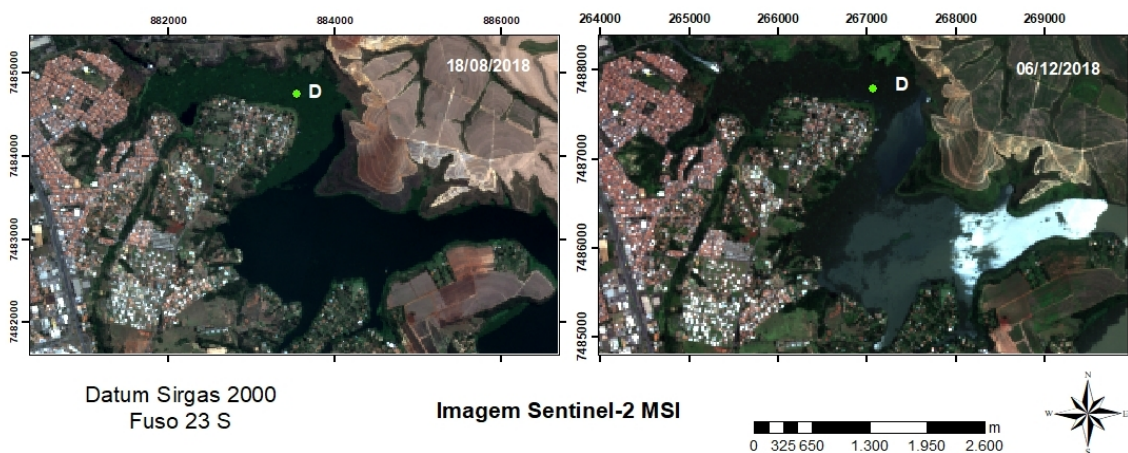 882000 884000 886000
264000 265000 266000 267000 268000 269000
7485000
7484000
7483000
7482000
18/08/2018
D
7488000
7487000
7486000
7485000
06/12/2018
D
Datum Sirgas 2000
Fuso 23 S
Imagem Sentinel-2 MSI
0 325 650 1.300 1.950 2.600
m
N
W E
S